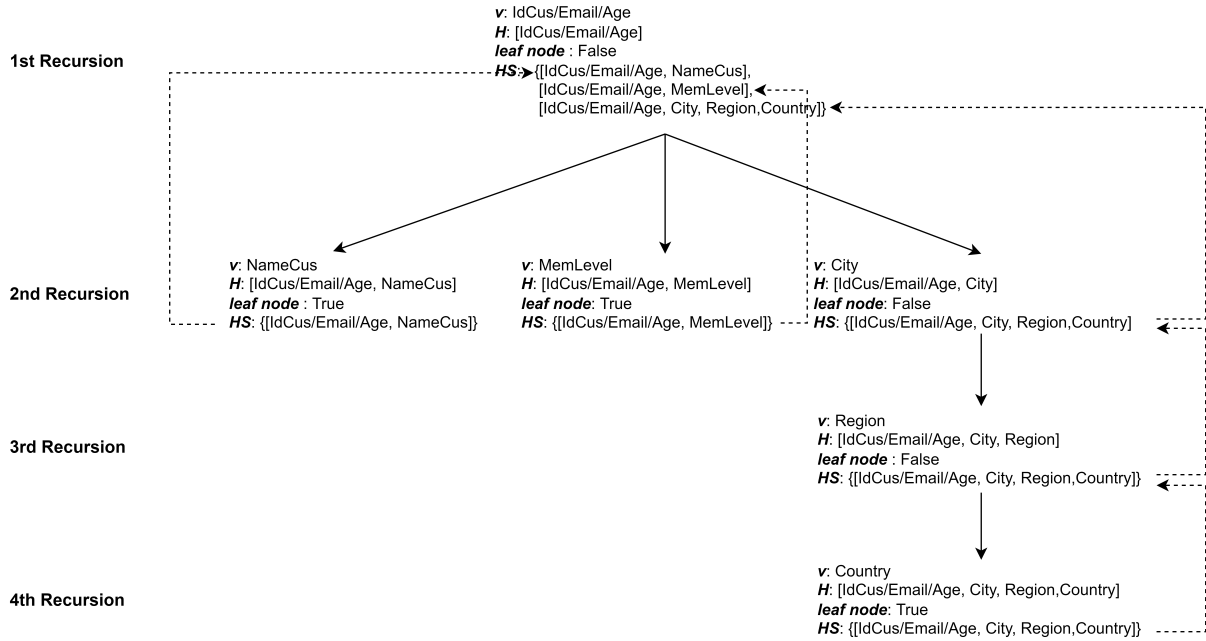 v: IdCus/Email/Age
H: [IdCus/Email/Age]
leaf node : False
HS: {[IdCus/Email/Age, NameCus],
[IdCus/Email/Age, MemLevel],
[IdCus/Email/Age, City, Region,Country]}
1st Recursion
v: NameCus
H: [IdCus/Email/Age, NameCus]
leaf node : True
HS: {[IdCus/Email/Age, NameCus]}
v: MemLevel
H: [IdCus/Email/Age, MemLevel]
leaf node: True
HS: {[IdCus/Email/Age, MemLevel]}
v: City
H: [IdCus/Email/Age, City]
leaf node: False
HS: {[IdCus/Email/Age, City, Region,Country]
2nd Recursion
v: Region
H: [IdCus/Email/Age, City, Region]
leaf node : False
HS: {[IdCus/Email/Age, City, Region,Country]}
3rd Recursion
v: Country
H: [IdCus/Email/Age, City, Region,Country]
leaf node: True
HS: {[IdCus/Email/Age, City, Region,Country]}
4th Recursion